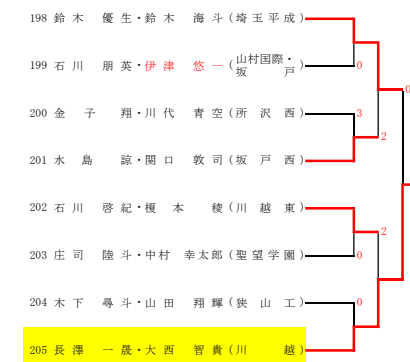 198 鈴木 優生・鈴木 海斗(埼玉平成)
199 石川 朋英・伊津 悠一(山村国際・坂戸)
0
200 金子 翔・川代 青空(所沢西)
3
0
201 水島 諒・関口 敦司(坂戸西)
2
202 石川 啓紀・榎本 稜(川越東)
2
203 庄司 陸斗・中村 幸太郎(聖望学園)
0
204 木下 尋斗・山田 翔輝(狭山工)
0
205 長澤 一晟・大西 智貴(川越)